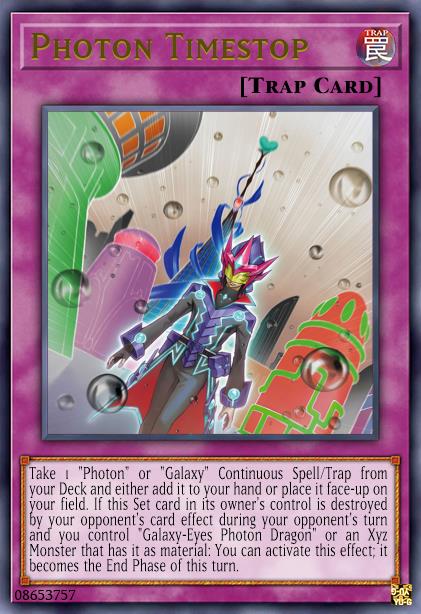 Photon Timestop
TRAP
罠
[Trap Card]
Take 1 "Photon" or "Galaxy" Continuous Spell/Trap from
your Deck and either add it to your hand or place it face-up on
your field. If this Set card in its owner's control is destroyed
by your opponent's card effect during your opponent's turn
and you control "Galaxy-Eyes Photon Dragon" or an Xyz
Monster that has it as material: You can activate this effect; it
becomes the End Phase of this turn.
08653757